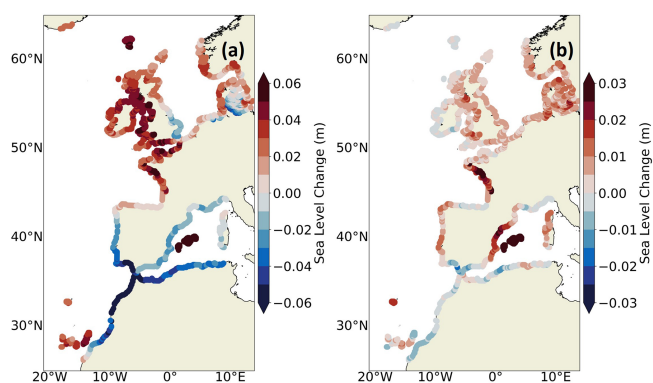 (a)
60°N
50°N
40°N
30°N
20°W
10°W
0°
10°E
0.06
0.04
0.02
0.00
−0.02
−0.04
−0.06
Sea Level Change (m)
(b)
60°N
50°N
40°N
30°N
20°W
10°W
0°
10°E
0.03
0.02
0.01
0.00
−0.01
−0.02
−0.03
Sea Level Change (m)